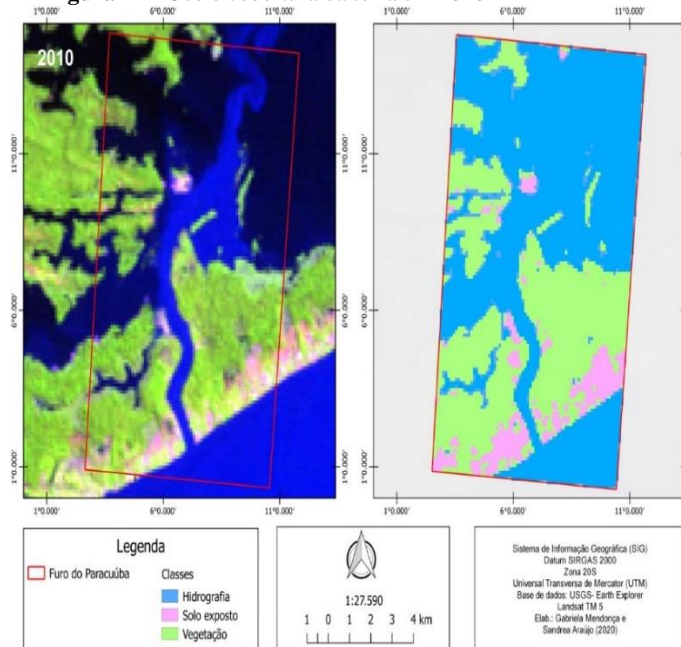 2010
1°0.000' 6°0.000' 11°0.000' 1°0.000' 6°0.000' 11°0.000'
11°0.000' 11°0.000'
6°0.000' 6°0.000'
1°0.000' 1°0.000'
1°0.000' 6°0.000' 11°0.000' 1°0.000' 6°0.000' 11°0.000'
Legenda
Furo do Paracuúba
Classes
Hidrografia
Solo exposto
Vegetação
1:27.590
1 0 1 2 3 4 km
Sistema de Informação Geográfica (SIG)
Datum SIRGAS 2000
Zona 20S
Universal Transversa de Mercator (UTM)
Base de dados: USGS- Earth Explorer
Landsat TM 5
Elab.: Gabriela Mendonça e
Sandrea Araújo (2020)